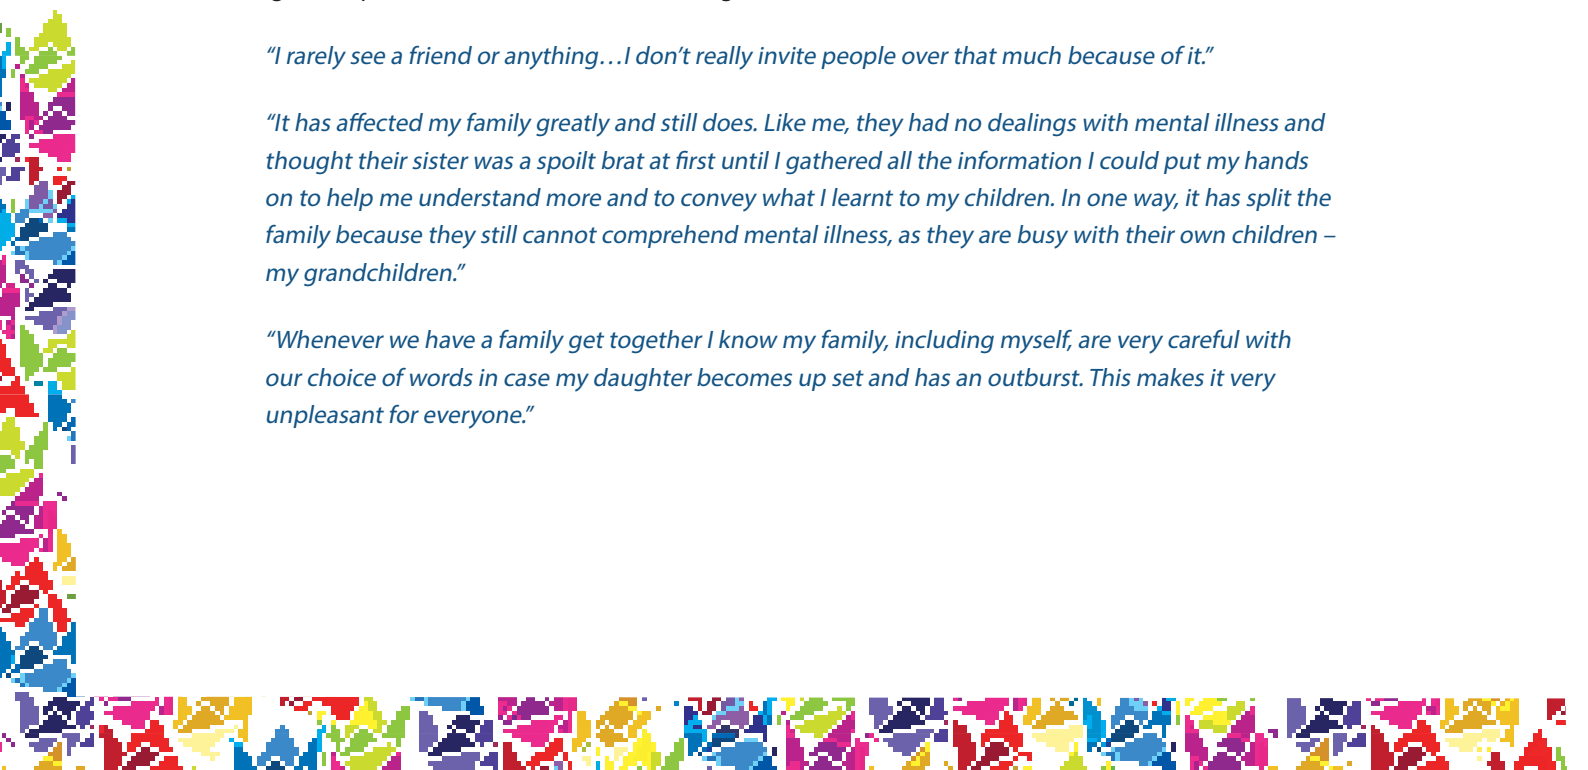 “I rarely see a friend or anything…I don’t really invite people over that much because of it.”
“It has affected my family greatly and still does. Like me, they had no dealings with mental illness and
thought their sister was a spoilt brat at first until I gathered all the information I could put my hands
on to help me understand more and to convey what I learnt to my children. In one way, it has split the
family because they still cannot comprehend mental illness, as they are busy with their own children –
my grandchildren.”
“Whenever we have a family get together I know my family, including myself, are very careful with
our choice of words in case my daughter becomes up set and has an outburst. This makes it very
unpleasant for everyone.”